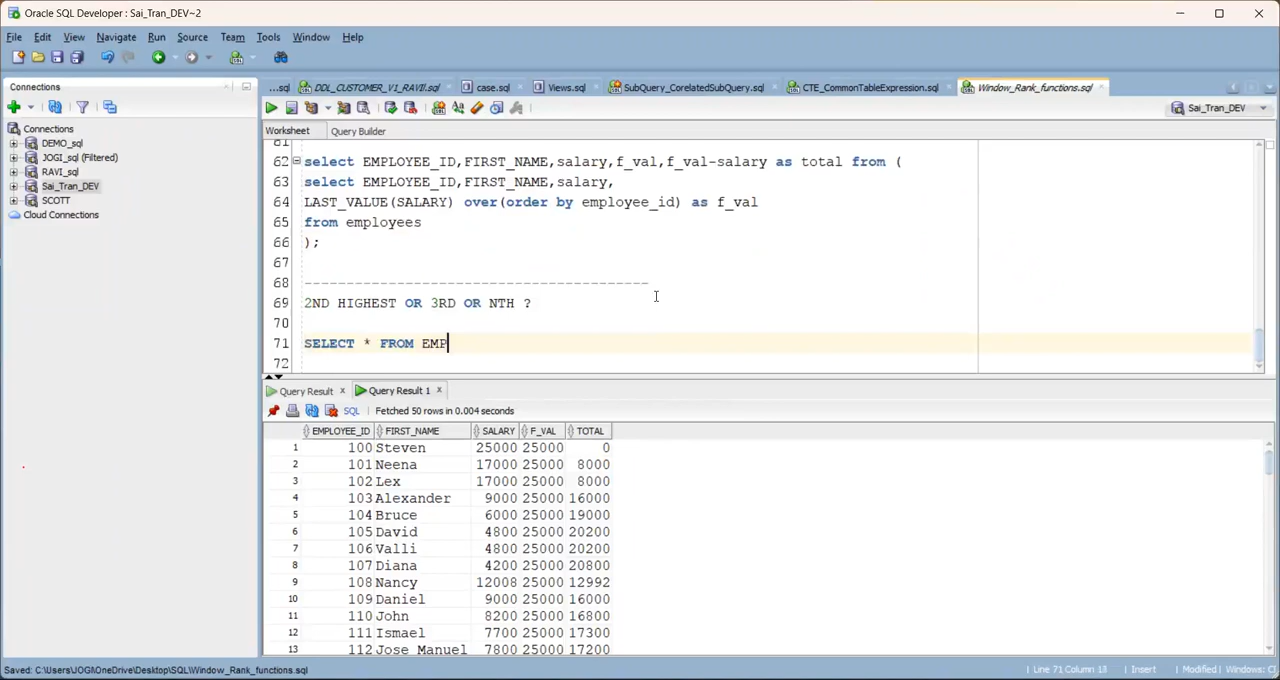 Oracle SQL Developer : Sai_Tran_DEV~2
File Edit View Navigate Run Source Team Tools Window Help
Connections
...sql DDL_CUSTOMER_V1_RAVII.sql case.sql Views.sql SubQuery_CorelatedSubQuery.sql CTE_CommonTableExpression.sql Window_Rank_functions.sql
Sai_Tran_DEV
Connections
DEMO_sql
JOGI_sql (Filtered)
RAVI_sql
Sai_Tran_DEV
SCOTT
Cloud Connections
Worksheet Query Builder
61
62 select EMPLOYEE_ID,FIRST_NAME,salary,f_val,f_val-salary as total from (
63 select EMPLOYEE_ID,FIRST_NAME,salary,
64 LAST_VALUE(SALARY) over(order by employee_id) as f_val
65 from employees
66 );
67
68 -----------------------------------------
69 2ND HIGHEST OR 3RD OR NTH ?
70
71 SELECT * FROM EMP
72
Query Result x Query Result 1 x
SQL Fetched 50 rows in 0.004 seconds
EMPLOYEE_ID FIRST_NAME SALARY F_VAL TOTAL
1 100 Steven 25000 25000 0
2 101 Neena 17000 25000 8000
3 102 Lex 17000 25000 8000
4 103 Alexander 9000 25000 16000
5 104 Bruce 6000 25000 19000
6 105 David 4800 25000 20200
7 106 Valli 4800 25000 20200
8 107 Diana 4200 25000 20800
9 108 Nancy 12008 25000 12992
10 109 Daniel 9000 25000 16000
11 110 John 8200 25000 16800
12 111 Ismael 7700 25000 17300
13 112 Jose Manuel 7800 25000 17200
Saved: C:\Users\JOGI\OneDrive\Desktop\SQL\Window_Rank_functions.sql
Line 71 Column 18 Insert Modified Windows: C